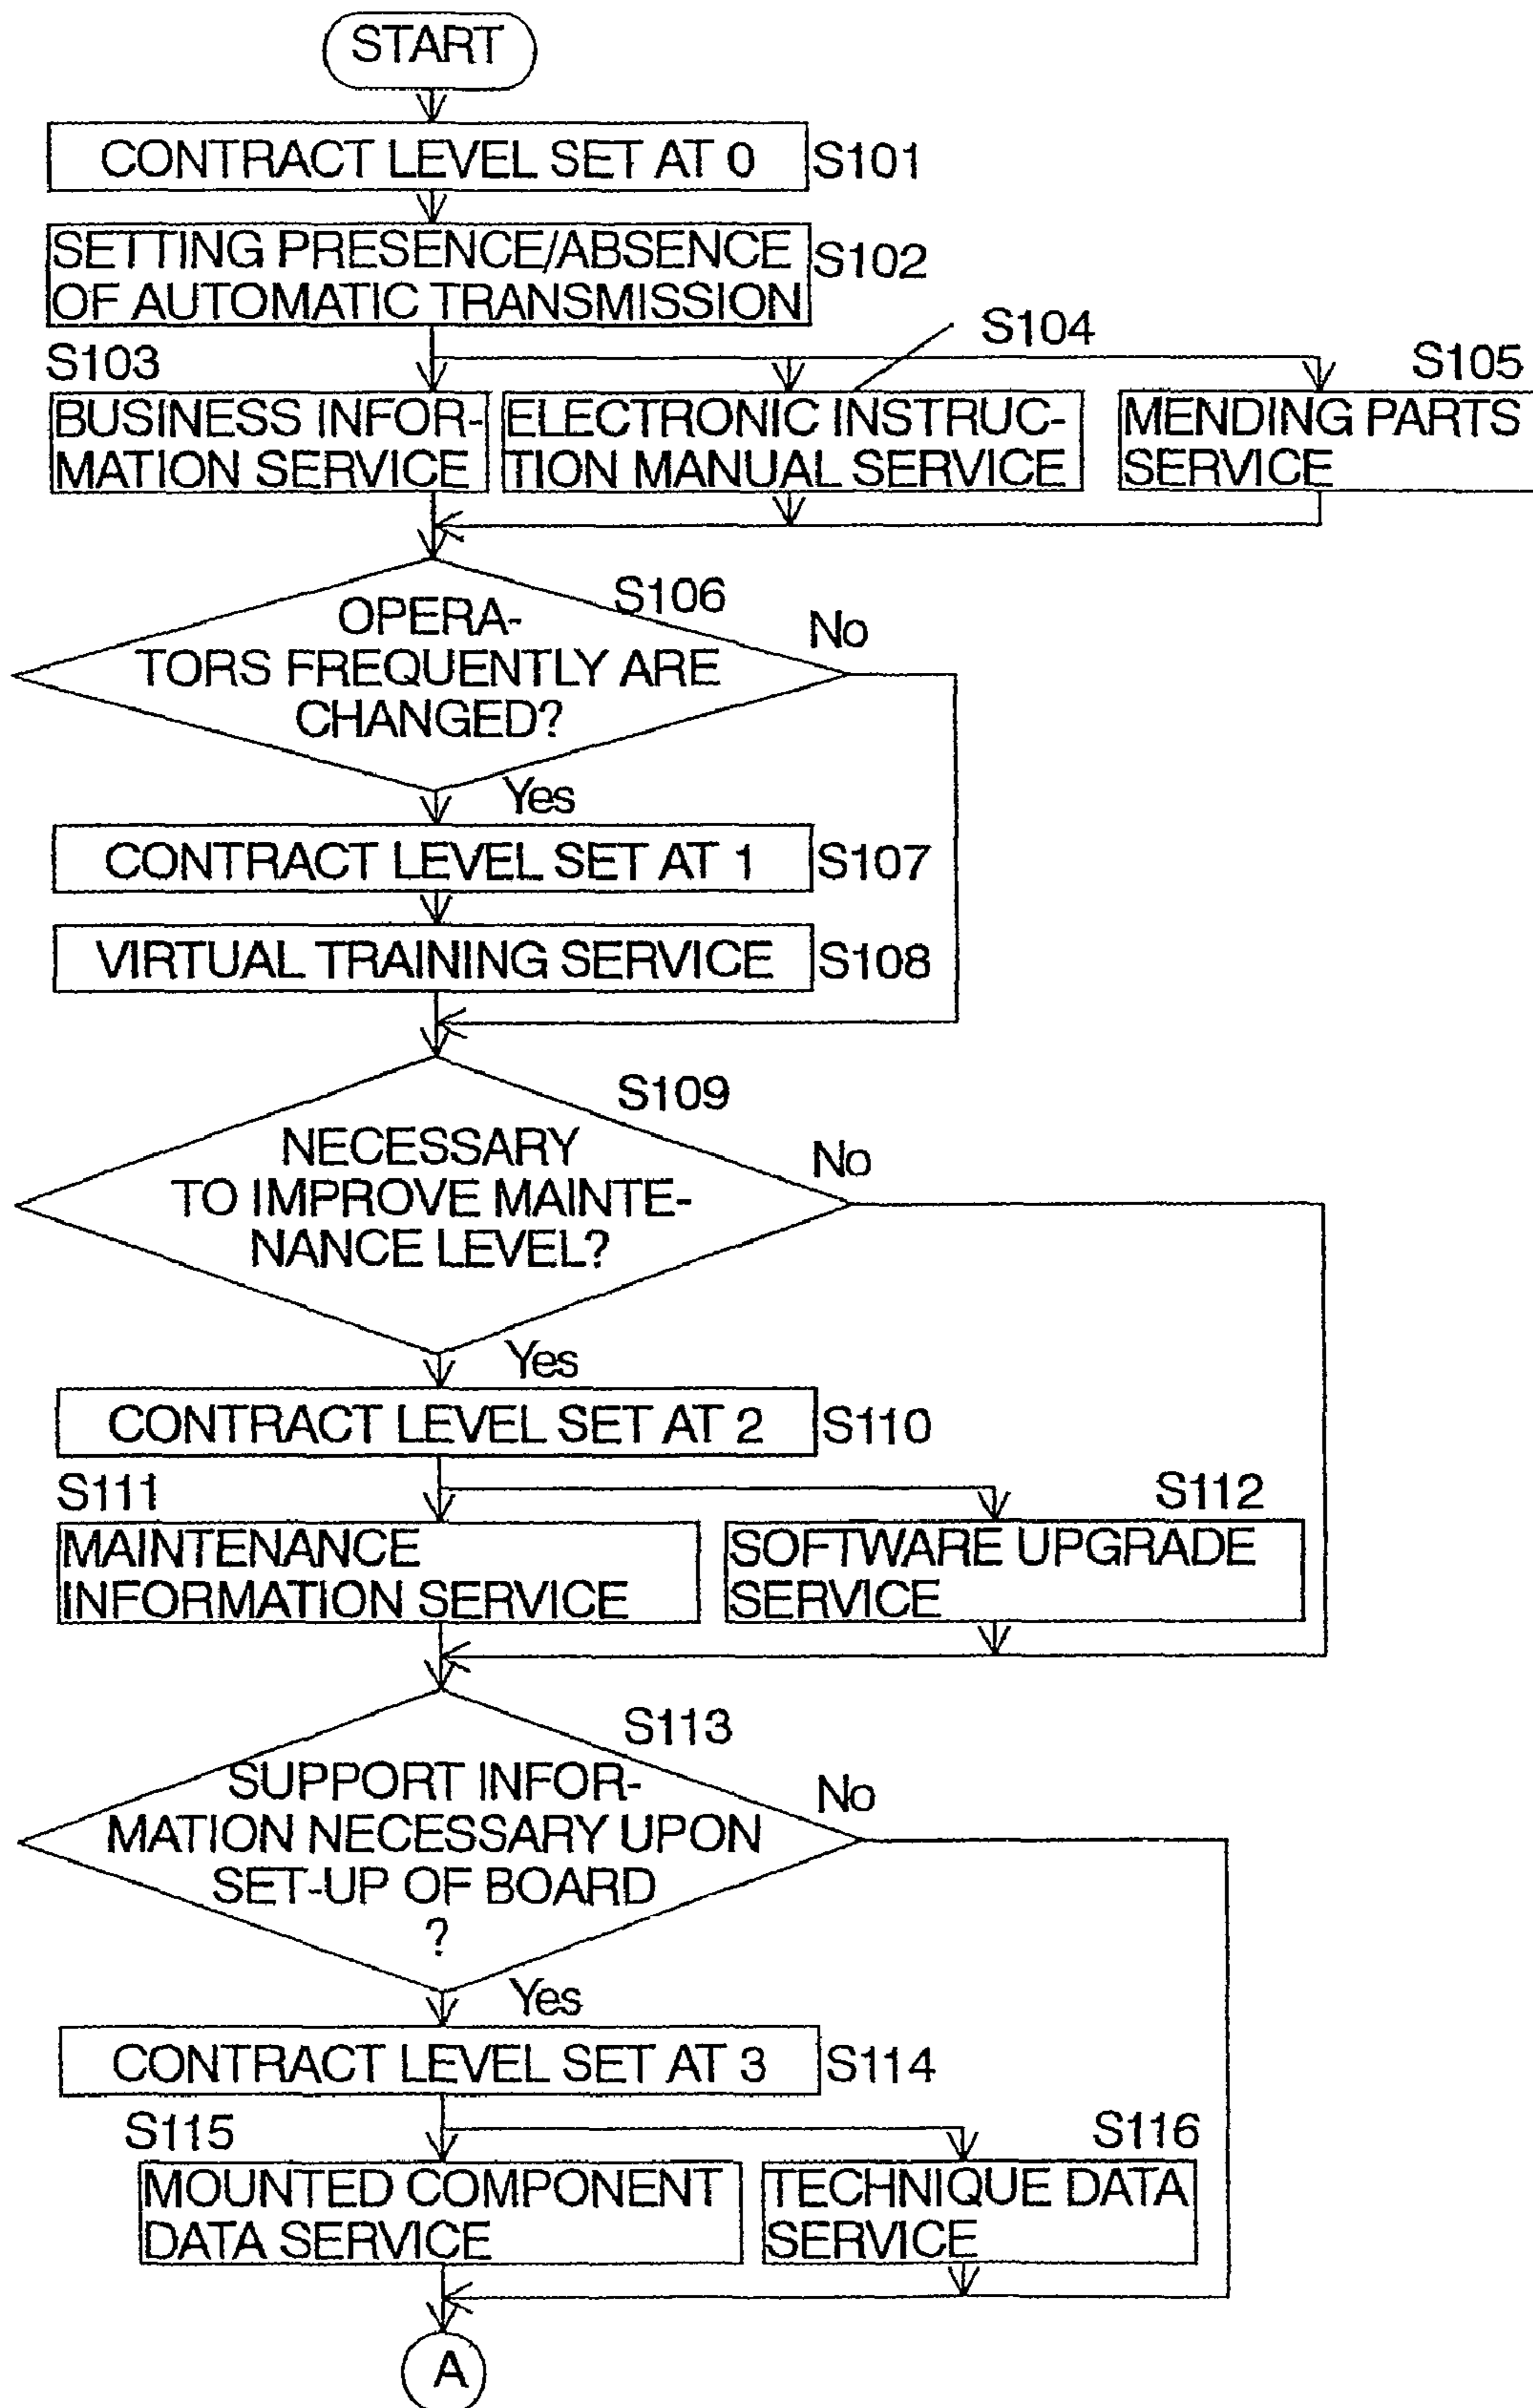 START
CONTRACT LEVEL SET AT 0
S101
SETTING PRESENCE/ABSENCE
OF AUTOMATIC TRANSMISSION
S102
S103
S104
S105
BUSINESS INFOR-
MATION SERVICE
ELECTRONIC INSTRUC-
TION MANUAL SERVICE
MENDING PARTS
SERVICE
S106
OPERA-
TORS FREQUENTLY ARE
CHANGED?
No
Yes
CONTRACT LEVEL SET AT 1
S107
VIRTUAL TRAINING SERVICE
S108
S109
NECESSARY
TO IMPROVE MAINTE-
NANCE LEVEL?
No
Yes
CONTRACT LEVEL SET AT 2
S110
S111
S112
MAINTENANCE
INFORMATION SERVICE
SOFTWARE UPGRADE
SERVICE
S113
SUPPORT INFOR-
MATION NECESSARY UPON
SET-UP OF BOARD
?
No
Yes
CONTRACT LEVEL SET AT 3
S114
S115
S116
MOUNTED COMPONENT
DATA SERVICE
TECHNIQUE DATA
SERVICE
A